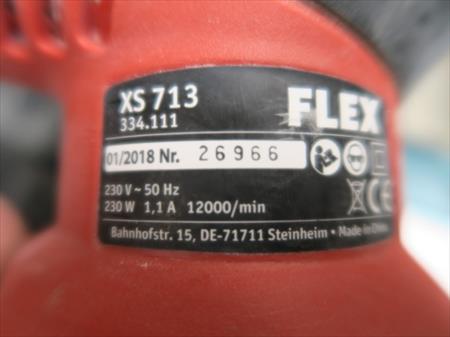 XS 713
FLEX
334.111
01/2018 Nr. 26966
230 V ~ 50 Hz
230 W 1,1 A 12000/min
CE
Bahnhofstr. 15, DE-71711 Steinheim • Made in China